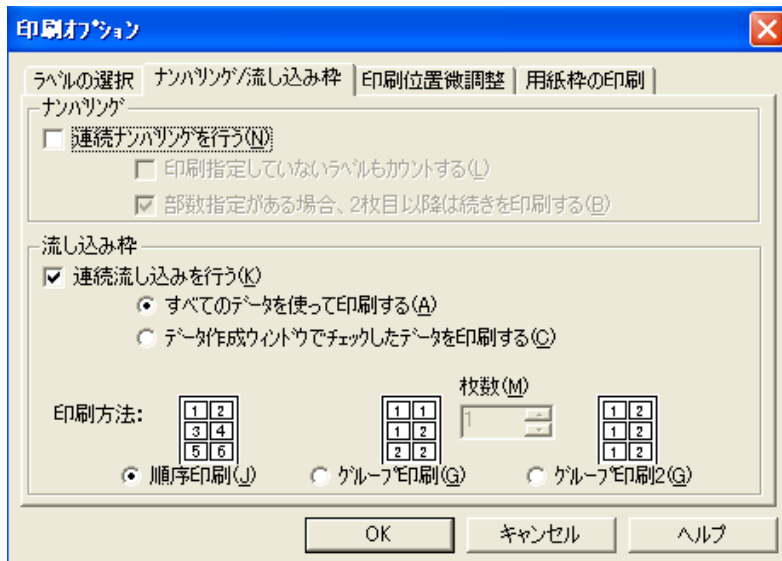 印刷オプション
ラベルの選択 ナンバリング/流し込み枠 印刷位置微調整 用紙枠の印刷
ナンバリング
連続ナンバリングを行う(N)
印刷指定していないラベルもカウントする(L)
部数指定がある場合、2枚目以降は続きを印刷する(B)
流し込み枠
連続流し込みを行う(K)
すべてのデータを使って印刷する(A)
データ作成ウィンドウでチェックしたデータを印刷する(C)
枚数(M)
印刷方法:
1 2 1 1 1 1 2
3 4 1 2 1 2
5 6 2 2 1 2
順序印刷(J) グループ印刷(G) グループ印刷2(G)
OK キャンセル ヘルプ